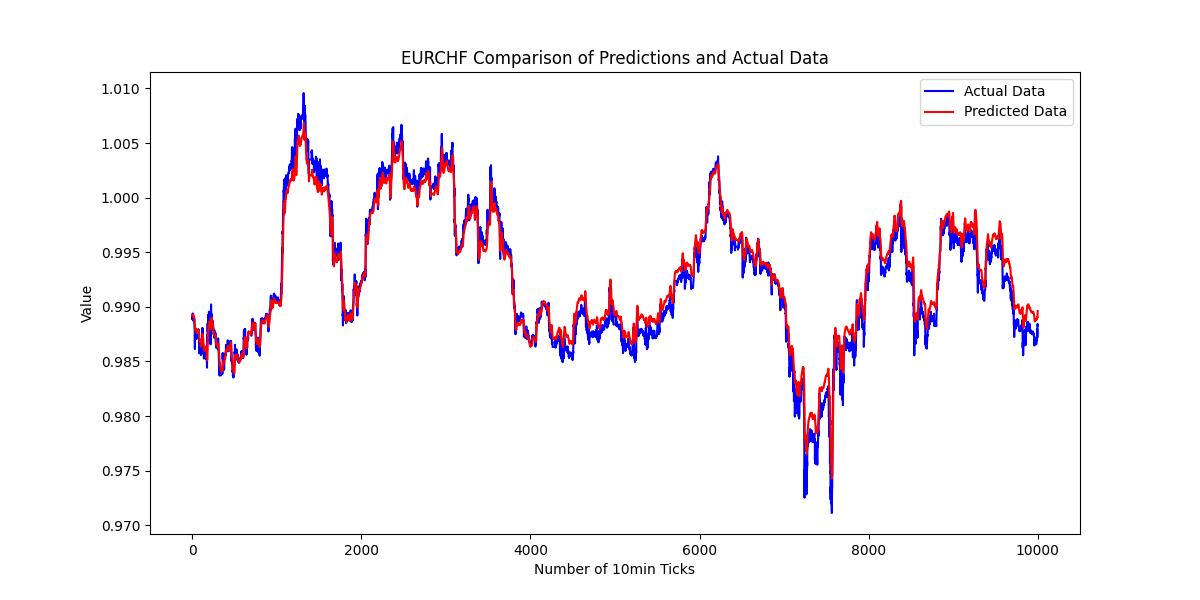 EURCHF Comparison of Predictions and Actual Data
Actual Data
Predicted Data
1.010
1.005
1.000
0.995
0.990
0.985
0.980
0.975
0.970
Value
0 2000 4000 6000 8000 10000
Number of 10min Ticks